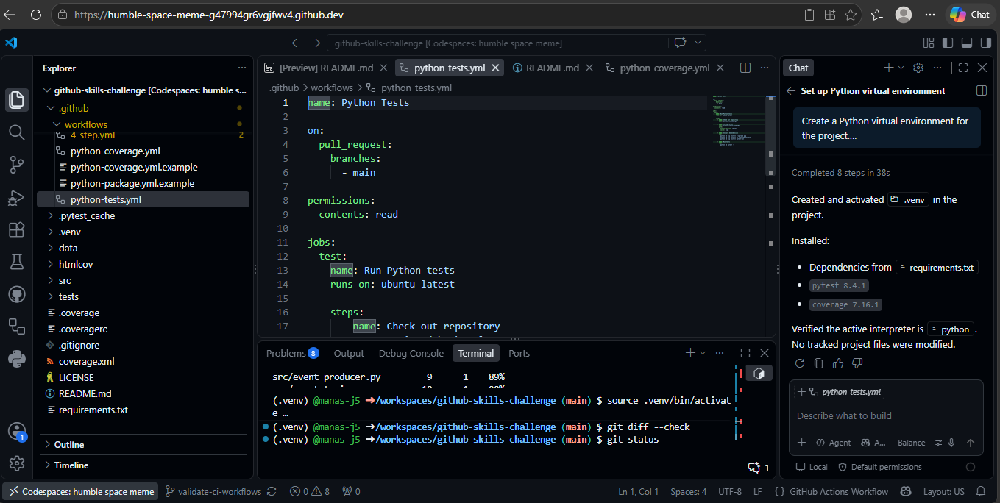 https://humble-space-meme-g47994gr6vgjfwv4.github.dev
Chat
github-skills-challenge [Codespaces: humble space meme]
Explorer
github-skills-challenge [Codespaces: humble s...
.github
workflows
4-step.yml
2
python-coverage.yml
python-coverage.yml.example
python-package.yml.example
python-tests.yml
.pytest_cache
.venv
data
htmlcov
src
tests
.coverage
.coveragerc
.gitignore
coverage.xml
LICENSE
README.md
requirements.txt
Outline
Timeline
1
[Preview] README.md
python-tests.yml
README.md
python-coverage.yml
.github > workflows > python-tests.yml
1 name: Python Tests
2
3 on:
4 pull_request:
5 branches:
6 - main
7
8 permissions:
9 contents: read
10
11 jobs:
12 test:
13 name: Run Python tests
14 runs-on: ubuntu-latest
15
16 steps:
17 - name: Check out repository
Problems 8 Output Debug Console Terminal Ports
src/event_producer.py 9 1 89%
(.venv) @manas-j5 ➜/workspaces/github-skills-challenge (main) $ source .venv/bin/activat
e …
(.venv) @manas-j5 ➜/workspaces/github-skills-challenge (main) $ git diff --check
(.venv) @manas-j5 ➜/workspaces/github-skills-challenge (main) $ git status
1
Chat
Set up Python virtual environment
Create a Python virtual environment for
the project....
Completed 8 steps in 38s
Created and activated .venv in the
project.
Installed:
• Dependencies from requirements.txt
• pytest 8.4.1
• coverage 7.16.1
Verified the active interpreter is python.
No tracked project files were modified.
python-tests.yml
Describe what to build
Agent A... Balance
Local Default permissions
Codespaces: humble space meme validate-ci-workflows 0 8 0
Ln 1, Col 1 Spaces: 4 UTF-8 LF {} GitHub Actions Workflow Layout: US